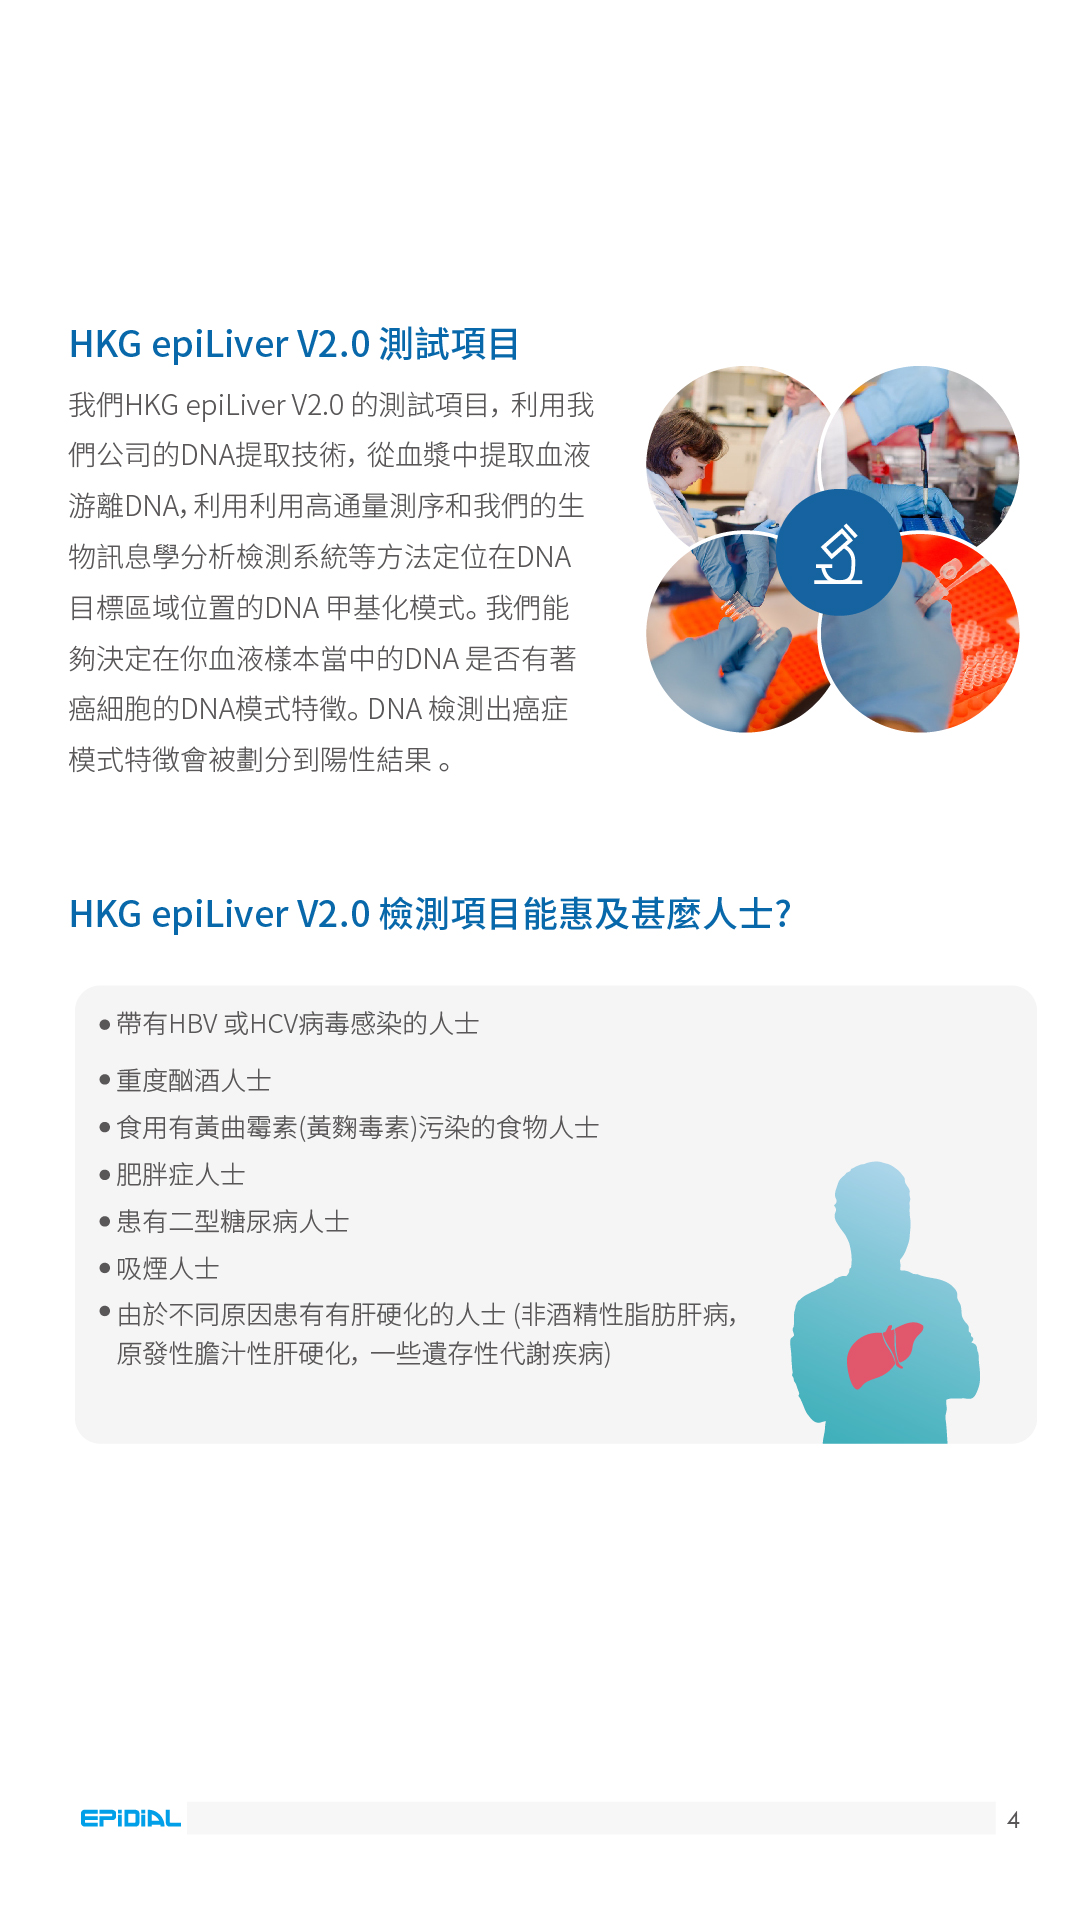 HKG epiLiver V2.0 測試項目
我們HKG epiLiver V2.0 的測試項目，利用我
們公司的DNA提取技術，從血漿中提取血液
游離DNA，利用利用高通量測序和我們的生
物訊息學分析檢測系統等方法定位在DNA
目標區域位置的DNA 甲基化模式。我們能
夠決定在你血液樣本當中的DNA 是否有著
癌細胞的DNA模式特徵。DNA 檢測出癌症
模式特徴會被劃分到陽性結果 。
HKG epiLiver V2.0 檢測項目能惠及甚麼人士?
●帶有HBV 或HCV病毒感染的人士
●重度酗酒人士
●食用有黃曲霉素(黃麴毒素)污染的食物人士
●肥胖症人士
●患有二型糖尿病人士
●吸煙人士
●由於不同原因患有有肝硬化的人士 (非酒精性脂肪肝病，
原發性膽汁性肝硬化，一些遺存性代謝疾病)
EPiDiAL
4